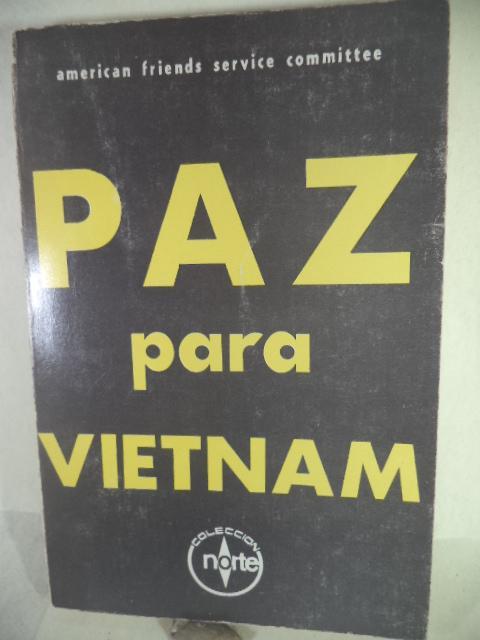 american friends service committee
PAZ
para
VIETNAM
COLECCION
norte